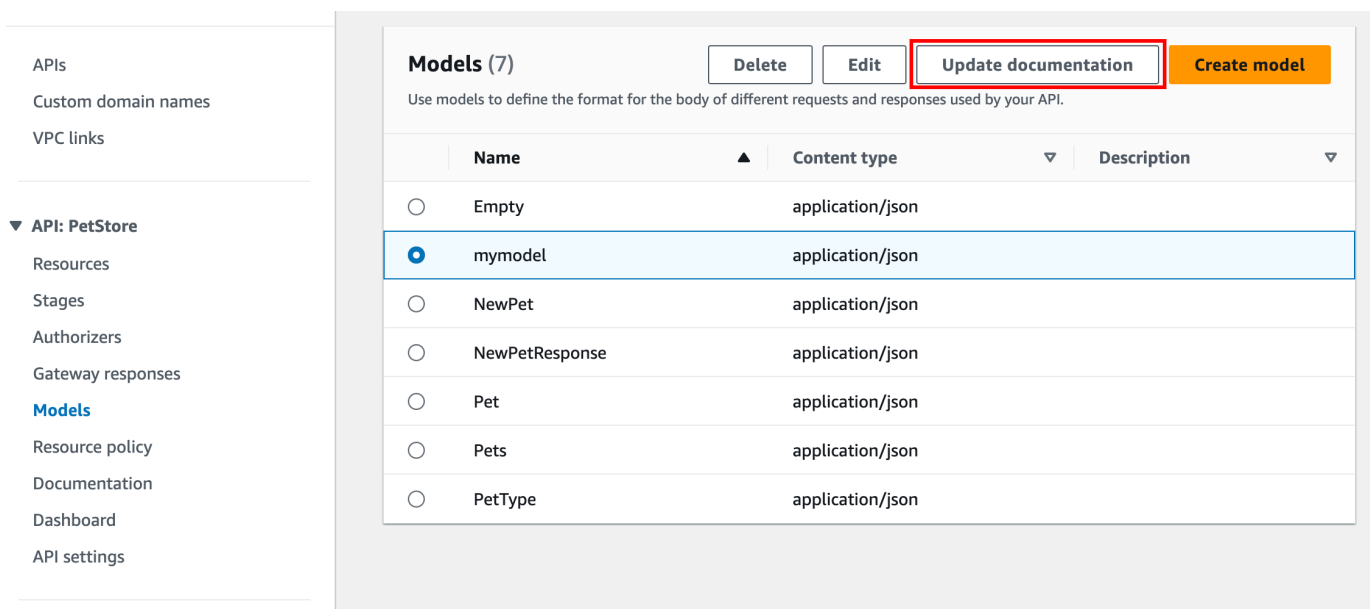 APIs
Custom domain names
VPC links
API: PetStore
Resources
Stages
Authorizers
Gateway responses
Models
Resource policy
Documentation
Dashboard
API settings
Models (7)
Delete
Edit
Update documentation
Create model
Use models to define the format for the body of different requests and responses used by your API.
Name Content type Description
Empty application/json
mymodel application/json
NewPet application/json
NewPetResponse application/json
Pet application/json
Pets application/json
PetType application/json